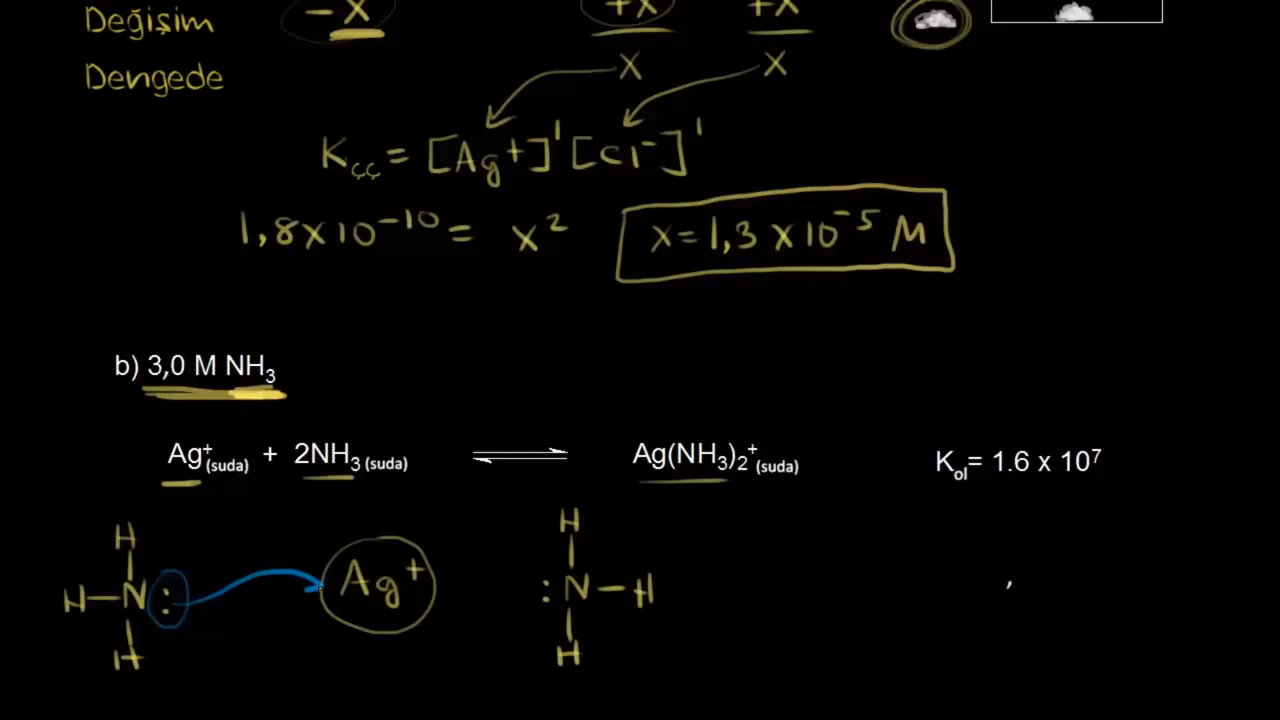 Değişim -x +x +x
Dengede x x
Kçç = [Ag+]¹ [Cl-]¹
1,8x10⁻¹⁰ = x² x = 1,3 x 10⁻⁵ M
b) 3,0 M NH₃
Ag⁺(suda) + 2NH₃(suda) ⇌ Ag(NH₃)₂⁺(suda) Kol= 1.6 x 10⁷
H H
H-N: Ag+ :N-H
H H